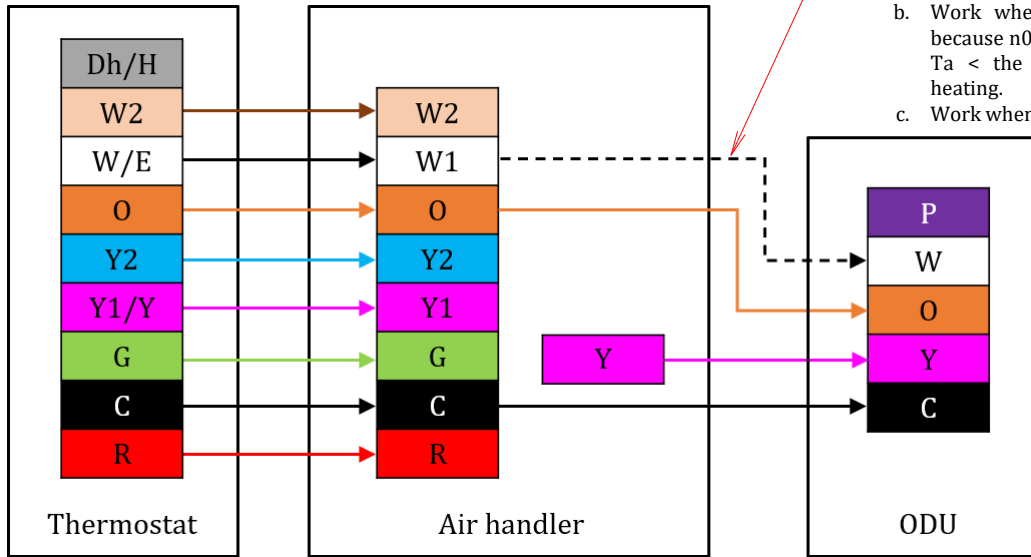 b. Work whe
because n0
Ta < the
heating.
c. Work when
Dh/H
W2
W/E
O
Y2
Y1/Y
G
C
R
Thermostat
W2
W1
O
Y2
Y1
G
C
R
Y
Air handler
P
W
O
Y
C
ODU